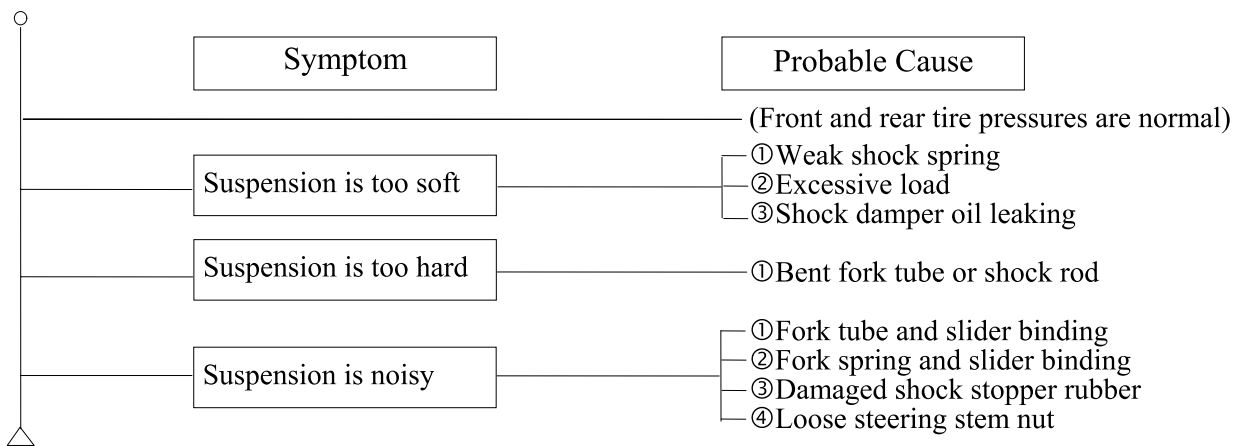 Symptom
Probable Cause
(Front and rear tire pressures are normal)
Suspension is too soft
①Weak shock spring
②Excessive load
③Shock damper oil leaking
Suspension is too hard
①Bent fork tube or shock rod
Suspension is noisy
①Fork tube and slider binding
②Fork spring and slider binding
③Damaged shock stopper rubber
④Loose steering stem nut